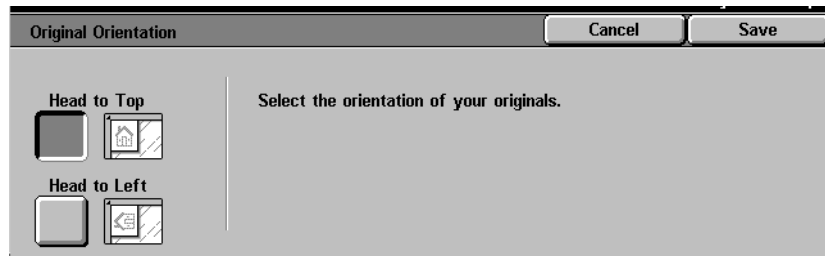 Original Orientation
Cancel
Save
Head to Top
Select the orientation of your originals.
Head to Left